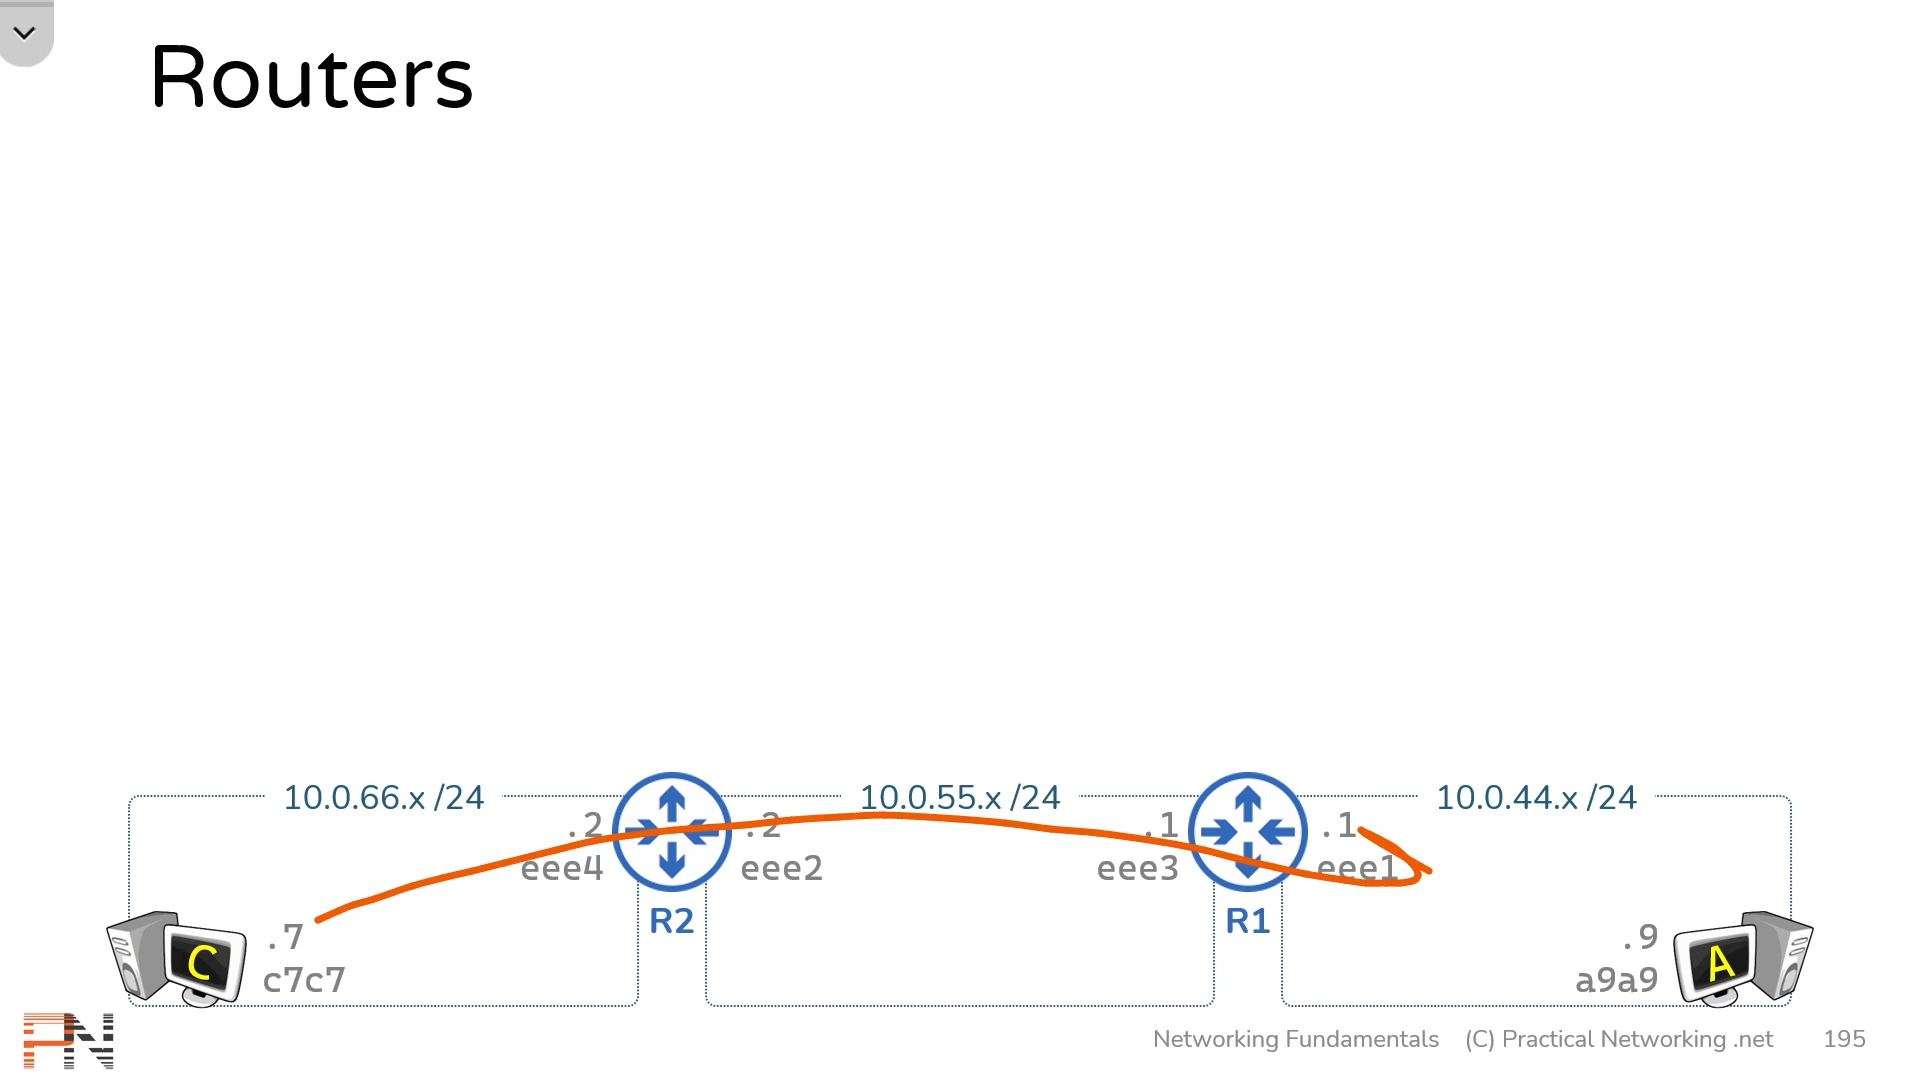 Routers
10.0.66.x /24
10.0.55.x /24
10.0.44.x /24
.2
eee4
.2
eee2
.1
eee3
.1
eee1
R2
R1
C
.7
c7c7
.9
a9a9
A
PN
Networking Fundamentals (C) Practical Networking .net 195